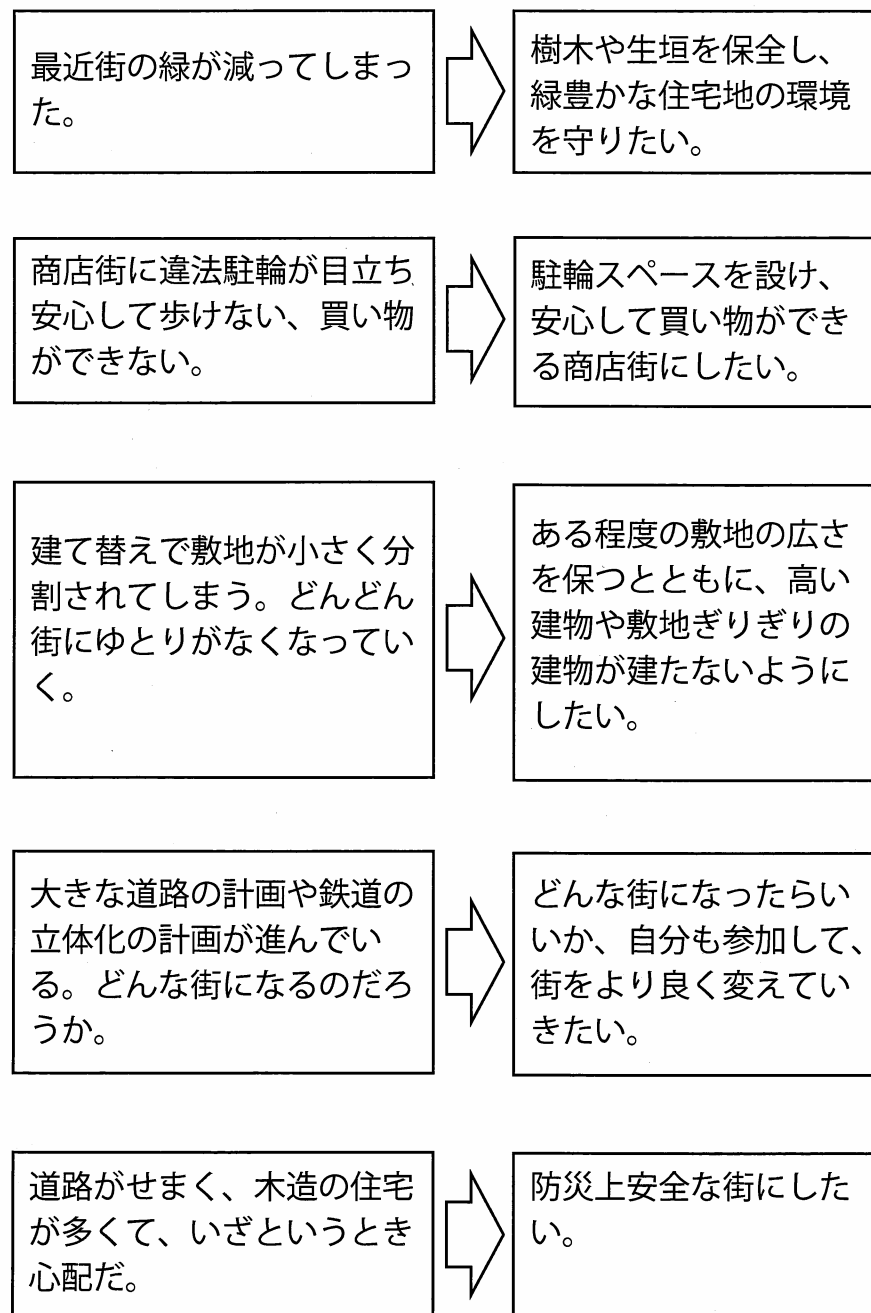 最近街の緑が減ってしまっ
た。
樹木や生垣を保全し、
緑豊かな住宅地の環境
を守りたい。
商店街に違法駐輪が目立ち
安心して歩けない、買い物
ができない。
駐輪スペースを設け、
安心して買い物ができ
る商店街にしたい。
建て替えで敷地が小さく分
割されてしまう。どんどん
街にゆとりがなくなってい
く。
ある程度の敷地の広さ
を保つとともに、高い
建物や敷地ぎりぎりの
建物が建たないように
したい。
大きな道路の計画や鉄道の
立体化の計画が進んでい
る。どんな街になるのだろ
うか。
どんな街になったらい
いか、自分も参加して、
街をより良く変えてい
きたい。
道路がせまく、木造の住宅
が多くて、いざというとき
心配だ。
防災上安全な街にした
い。